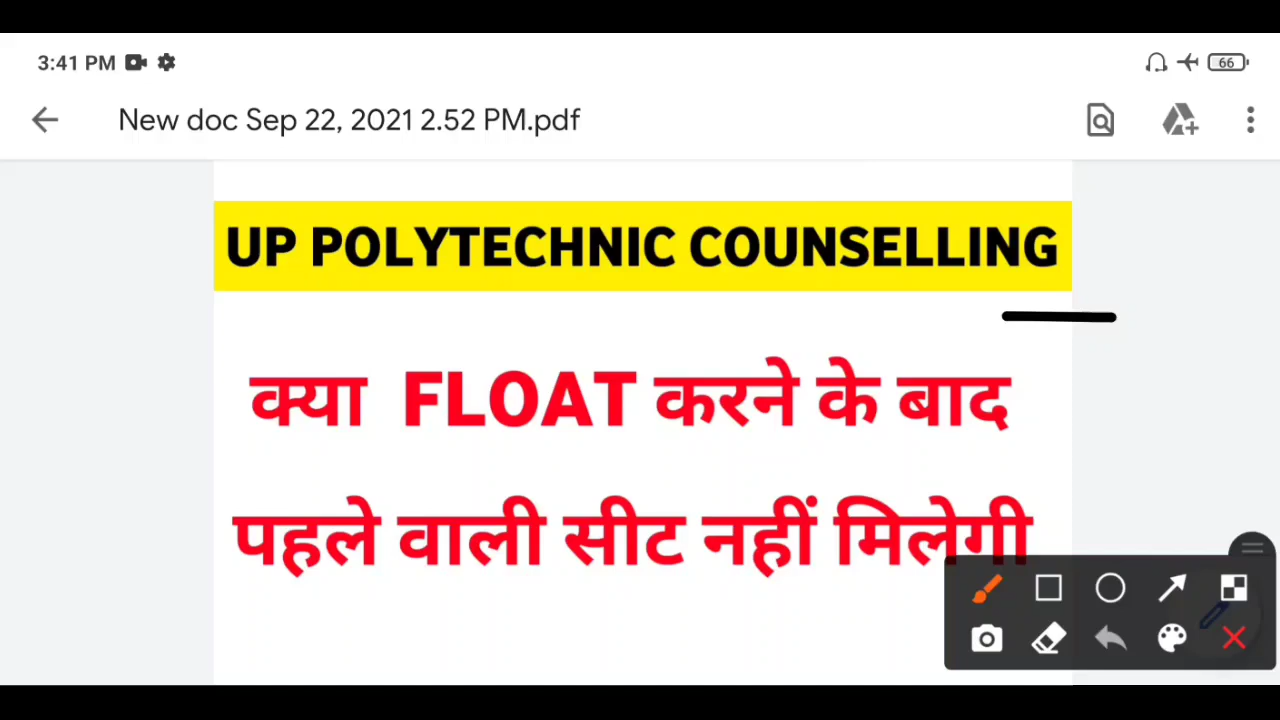 3:41 PM
66
New doc Sep 22, 2021 2.52 PM.pdf
UP POLYTECHNIC COUNSELLING
क्या FLOAT करने के बाद
पहले वाली सीट नहीं मिलेगी